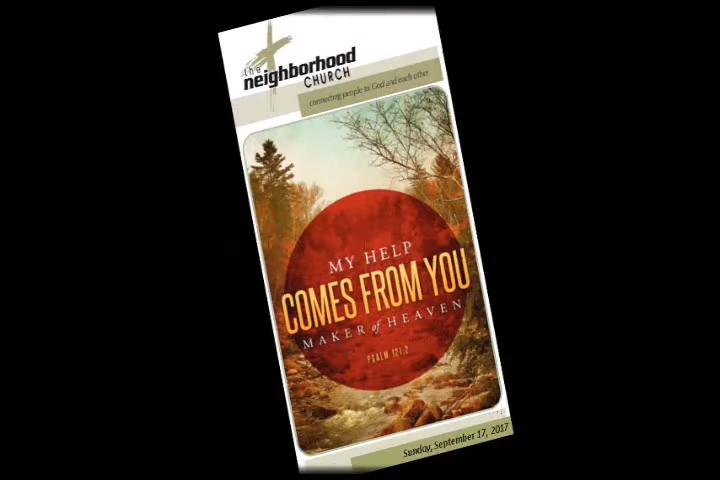 the
neighborhood
CHURCH
connecting people to God and each other
MY HELP
COMES FROM YOU
MAKER of HEAVEN
PSALM 121:2
Sunday, September 17, 2017